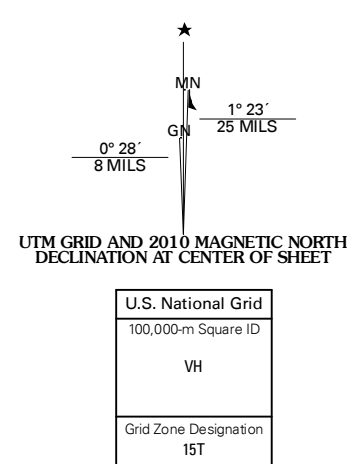 MN
1° 23´
GN
25 MILS
0° 28´
8 MILS
UTM GRID AND 2010 MAGNETIC NORTH
DECLINATION AT CENTER OF SHEET
U.S. National Grid
100,000-m Square ID
VH
Grid Zone Designation
15T